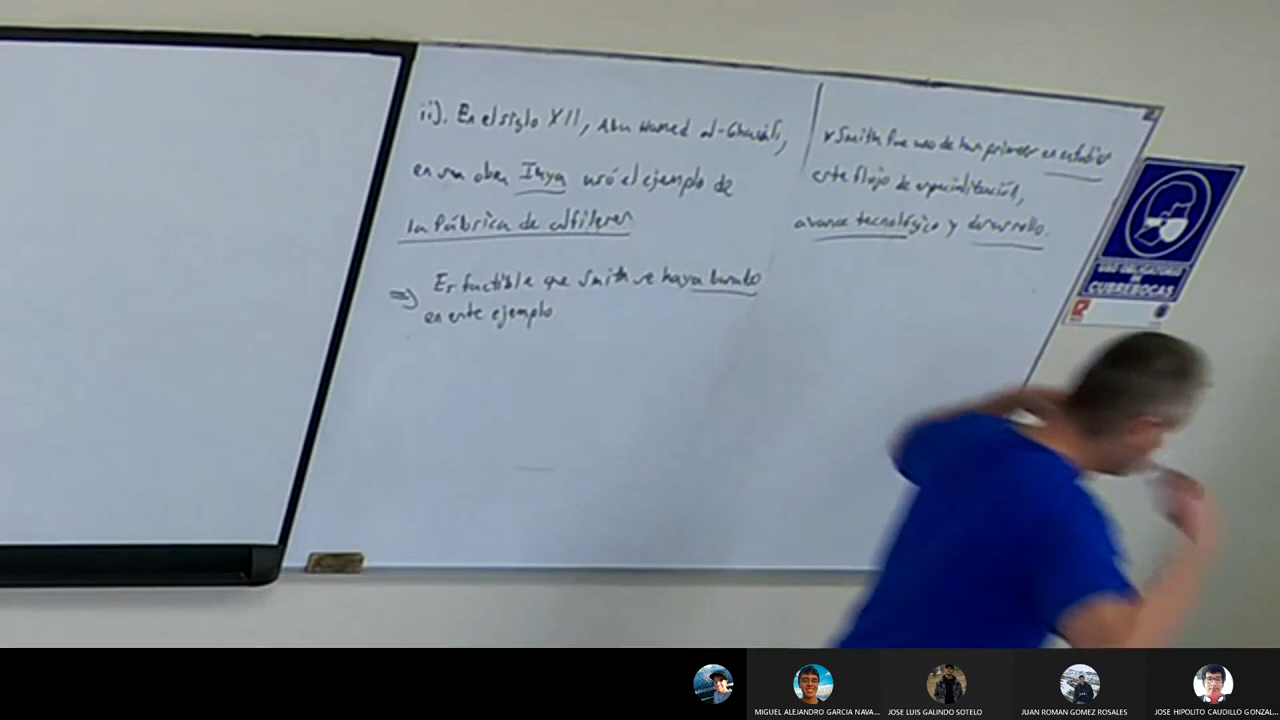 ii). En el siglo XII, Abu Hamed al-Ghazali,
en su obra Ihya usó el ejemplo de
la fábrica de alfileres
=> Es factible que Smith se haya basado
en este ejemplo
Smith fue uno de los primeros en estudiar
este flujo de especialización,
avance tecnológico y desarrollo.
USO OBLIGATORIO
DE
CUBREBOCAS
MIGUEL ALEJANDRO GARCIA NAVA...
JOSE LUIS GALINDO SOTELO
JUAN ROMAN GOMEZ ROSALES
JOSE HIPOLITO CAUDILLO GONZAL...